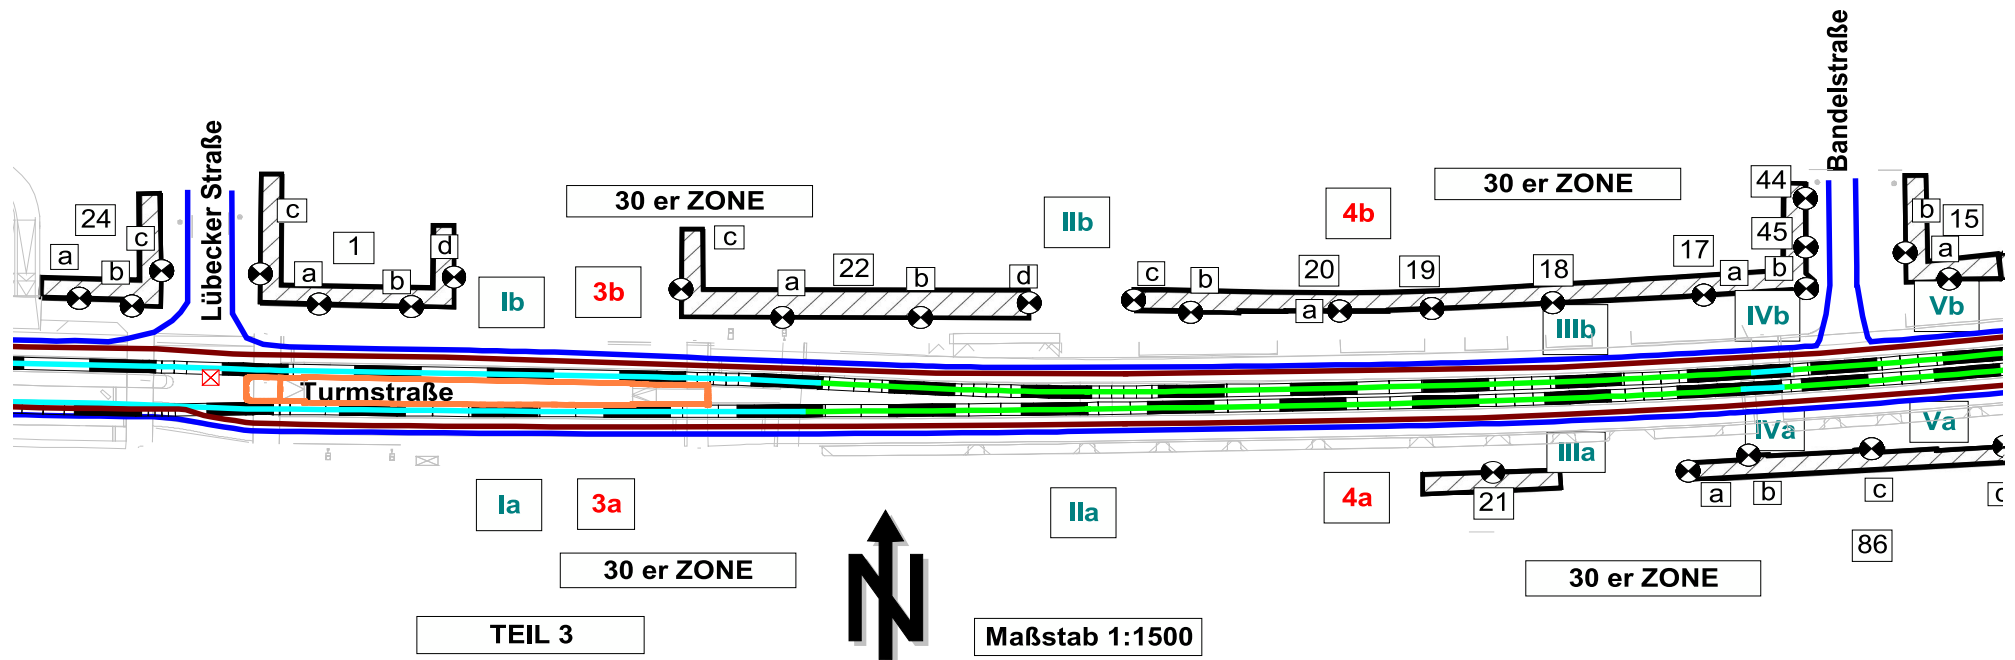 Lübecker Straße
Bandelstraße
24
a
b
c
c
1
a
b
d
30 er ZONE
Ib
3b
c
22
a
b
d
IIb
4b
30 er ZONE
c
b
20
a
19
18
17
a
b
44
45
IIIb
IVb
b
15
a
Vb
Turmstraße
Ia
3a
IIa
4a
21
IIIa
IVa
Va
a
b
c
86
30 er ZONE
30 er ZONE
TEIL 3
N
Maßstab 1:1500